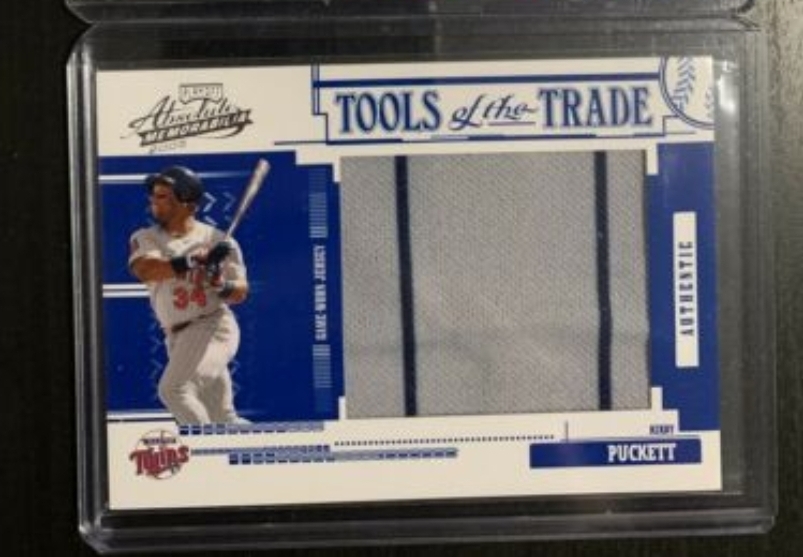 PLAYOFF
Absolute
MEMORABILIA
2005
TOOLS of the TRADE
34
GAME-WORN JERSEY
AUTHENTIC
KIRBY
PUCKETT
Twins